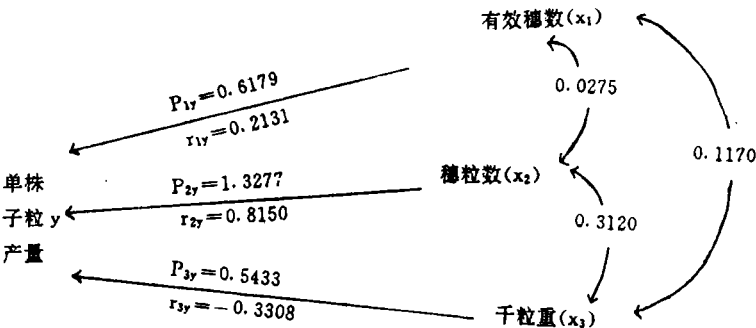 有效穗数(x₁)
P₁y=0.6179
r₁y=0.2131
0.0275
0.1170
单株
子粒 y
产量
P₂y=1.3277
r₂y=0.8150
穗粒数(x₂)
0.3120
P₃y=0.5433
r₃y=-0.3308
千粒重(x₃)